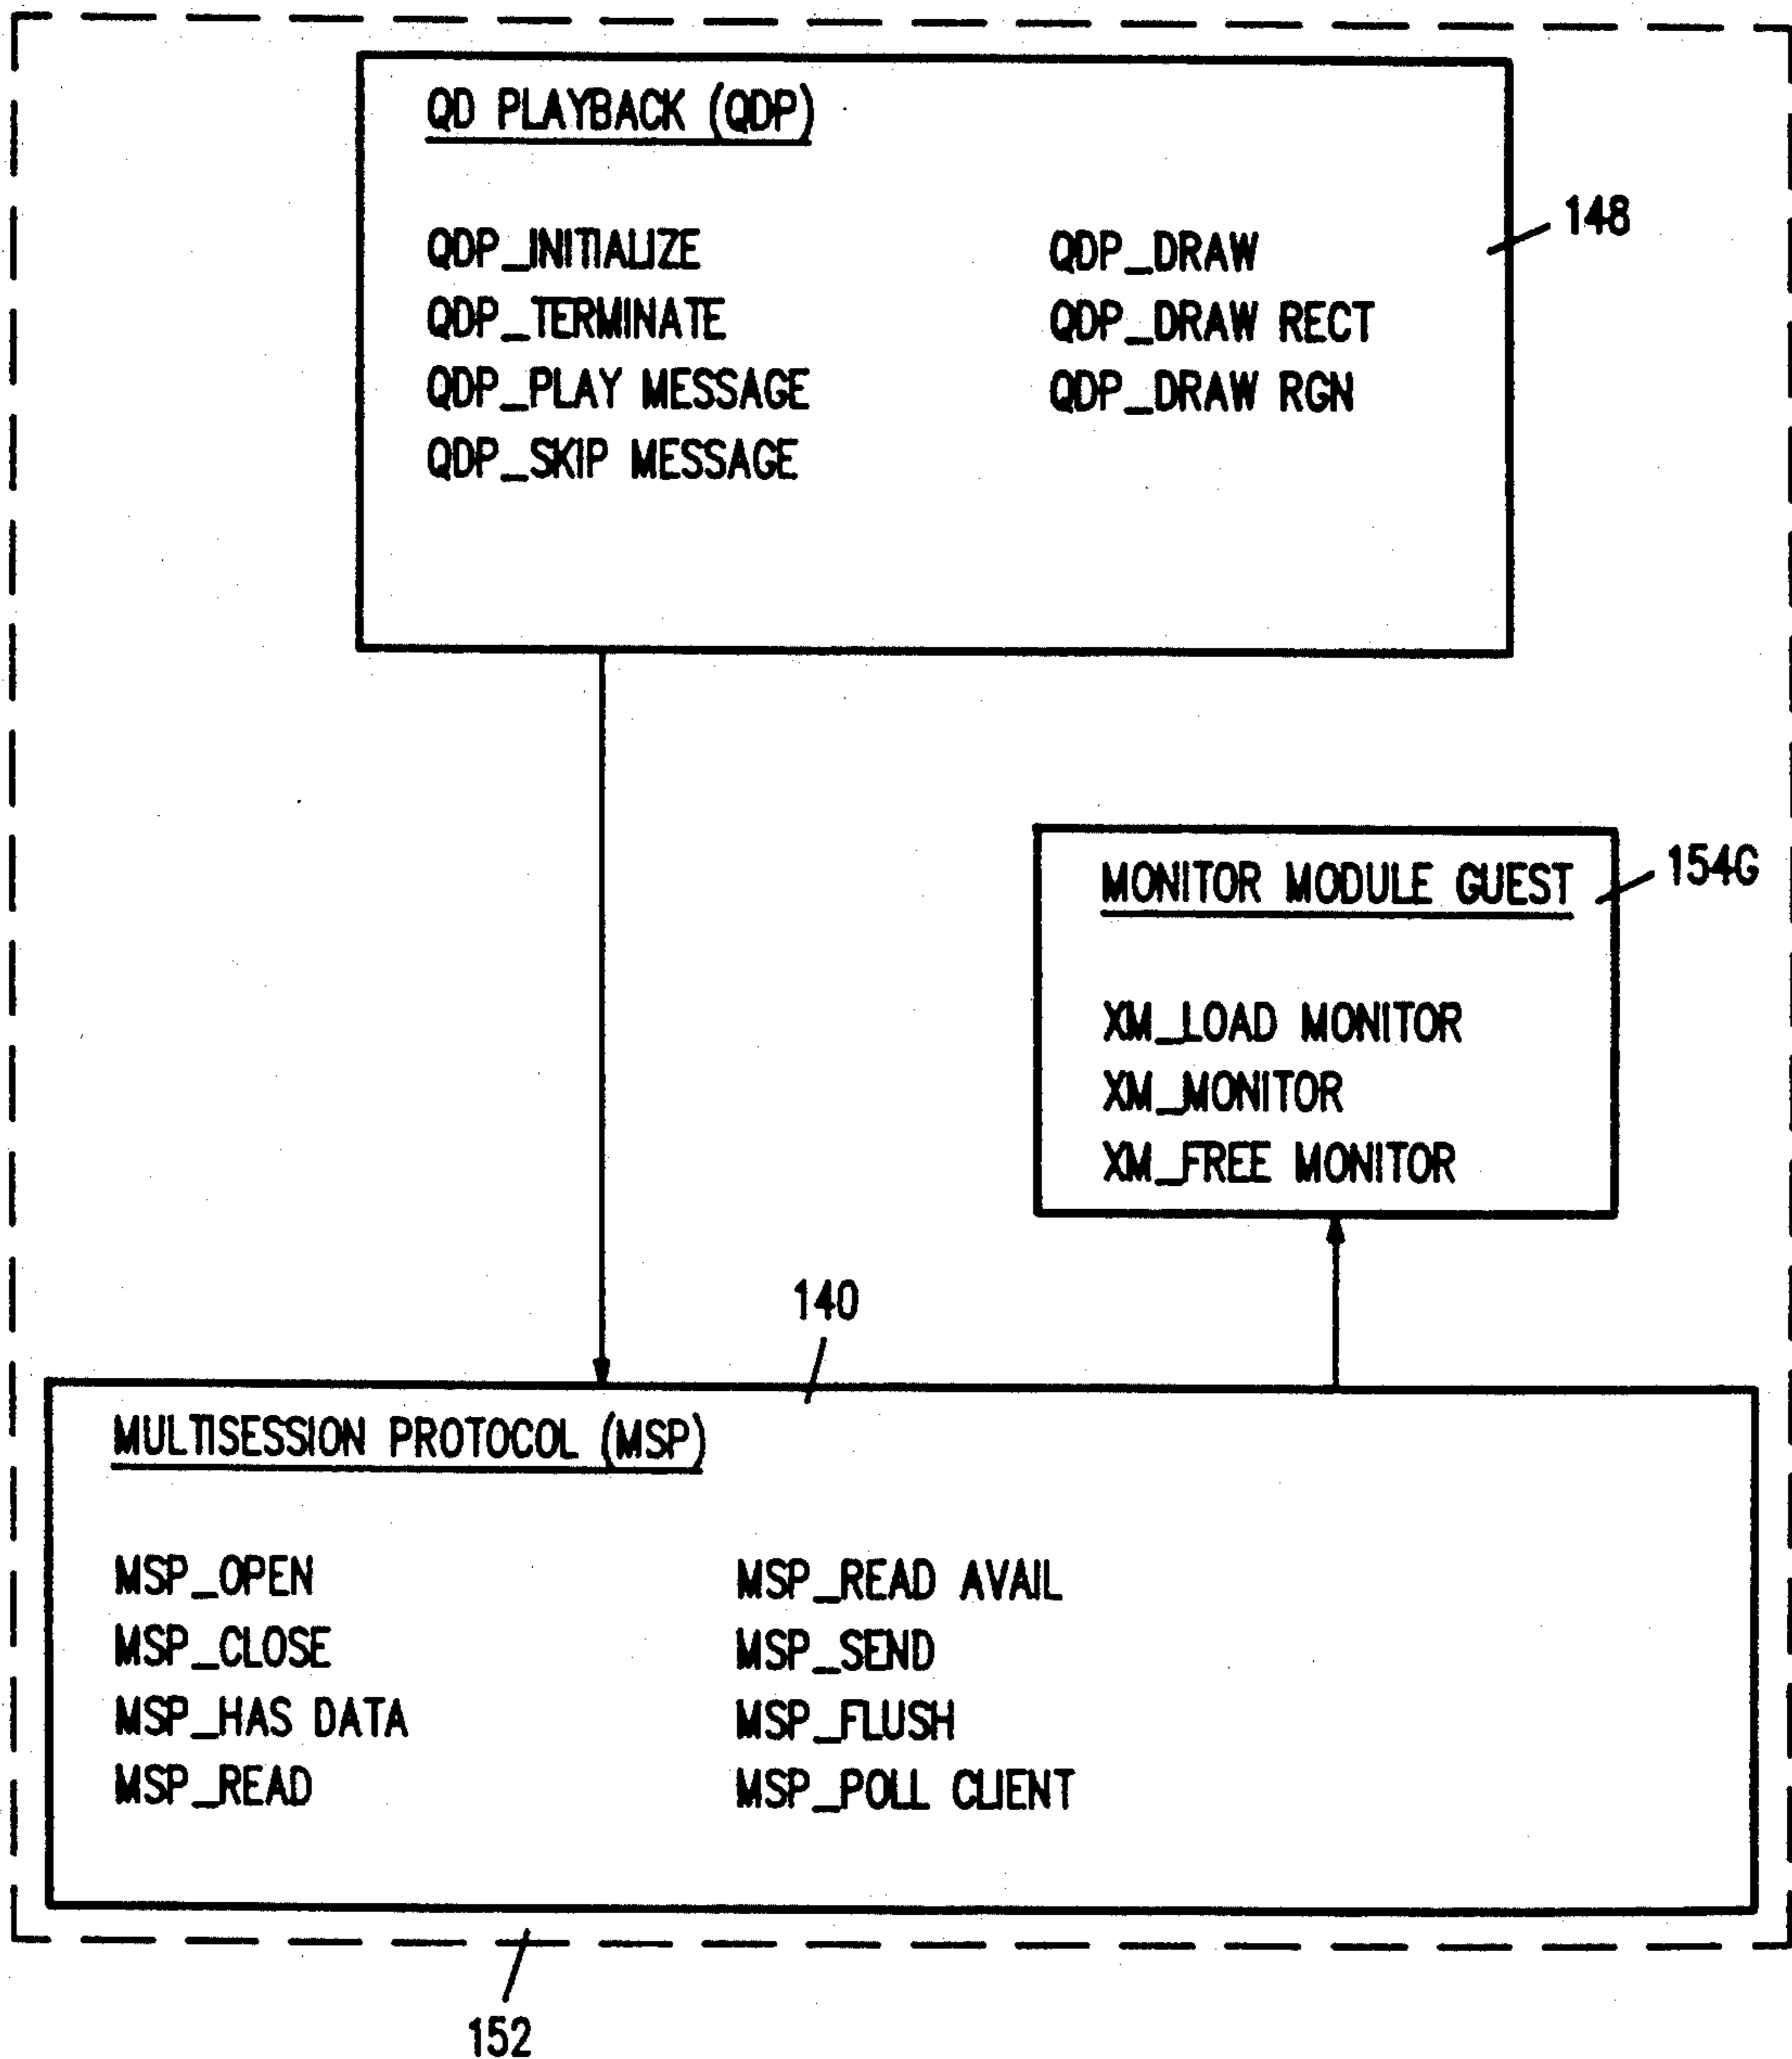 QD PLAYBACK (QDP)
QDP_INITIALIZE
QDP_TERMINATE
QDP_PLAY MESSAGE
QDP_SKIP MESSAGE
QDP_DRAW
QDP_DRAW RECT
QDP_DRAW RGN
148
MONITOR MODULE GUEST
154G
XM_LOAD MONITOR
XM_MONITOR
XM_FREE MONITOR
140
MULTISESSION PROTOCOL (MSP)
MSP_OPEN
MSP_CLOSE
MSP_HAS DATA
MSP_READ
MSP_READ AVAIL
MSP_SEND
MSP_FLUSH
MSP_POLL CLIENT
152